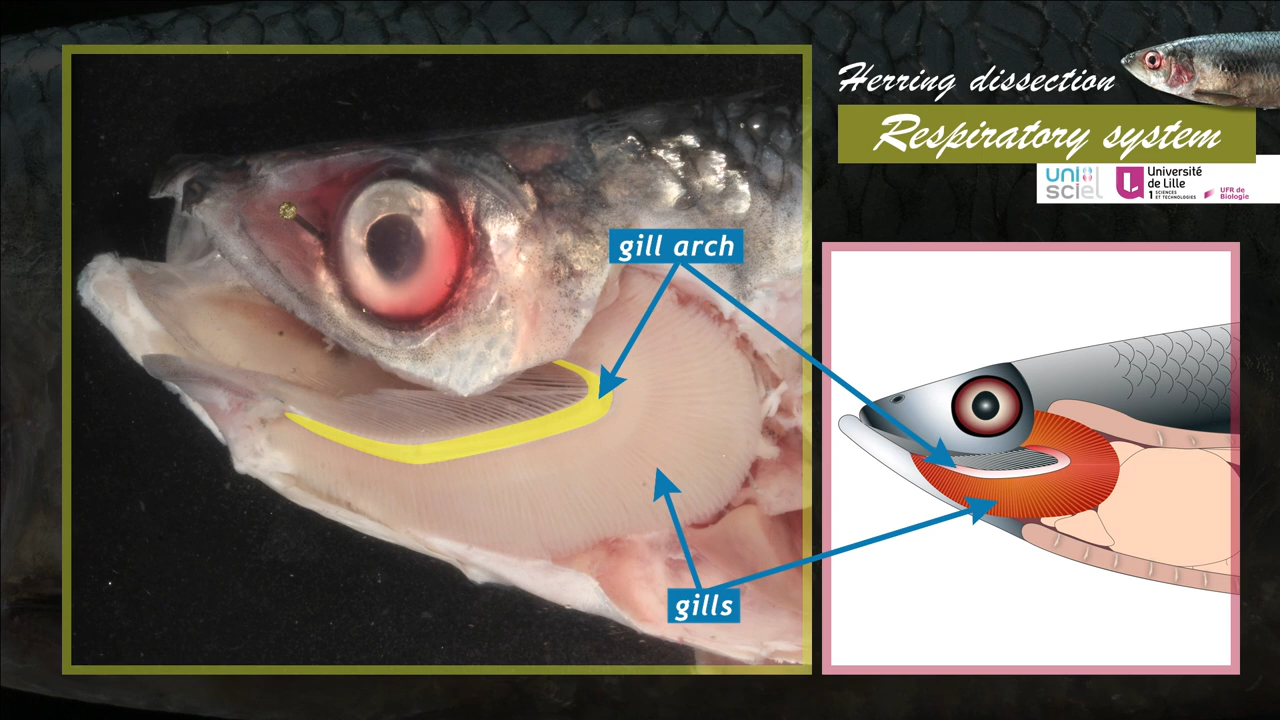 Herring dissection
Respiratory system
uni
sciel
Université
de Lille
1 SCIENCES
ET TECHNOLOGIES
UFR de
Biologie
gill arch
gills